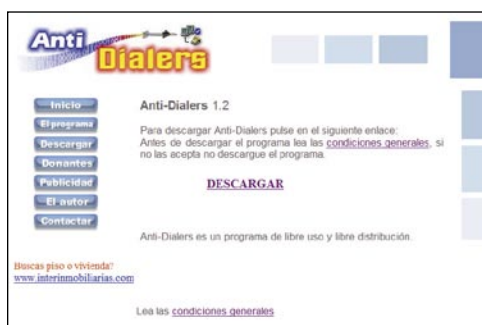 Anti
Dialers
Inicio
El programa
Descargar
Donantes
Publicidad
El autor
Contactar
Anti-Dialers 1.2
Para descargar Anti-Dialers pulse en el siguiente enlace:
Antes de descargar el programa lea las condiciones generales, si
no las acepta no descargue el programa.
DESCARGAR
Anti-Dialers es un programa de libre uso y libre distribución.
Buscas piso o vivienda?
www.interinmobiliarias.com
Lea las condiciones generales